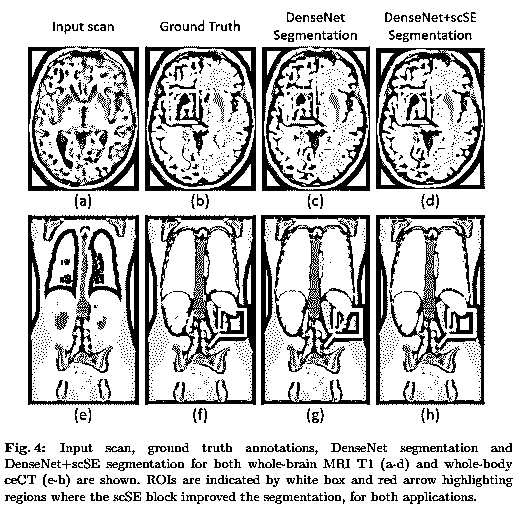 Input scan
Ground Truth
DenseNet
Segmentation
DenseNet+scSE
Segmentation
(a)
(b)
(c)
(d)
(e)
(f)
(g)
(h)
Fig. 4: Input scan, ground truth annotations, DenseNet segmentation and
DenseNet+scSE segmentation for both whole-brain MRI T1 (a-d) and whole-body
ceCT (e-h) are shown. ROIs are indicated by white box and red arrow highlighting
regions where the scSE block improved the segmentation, for both applications.